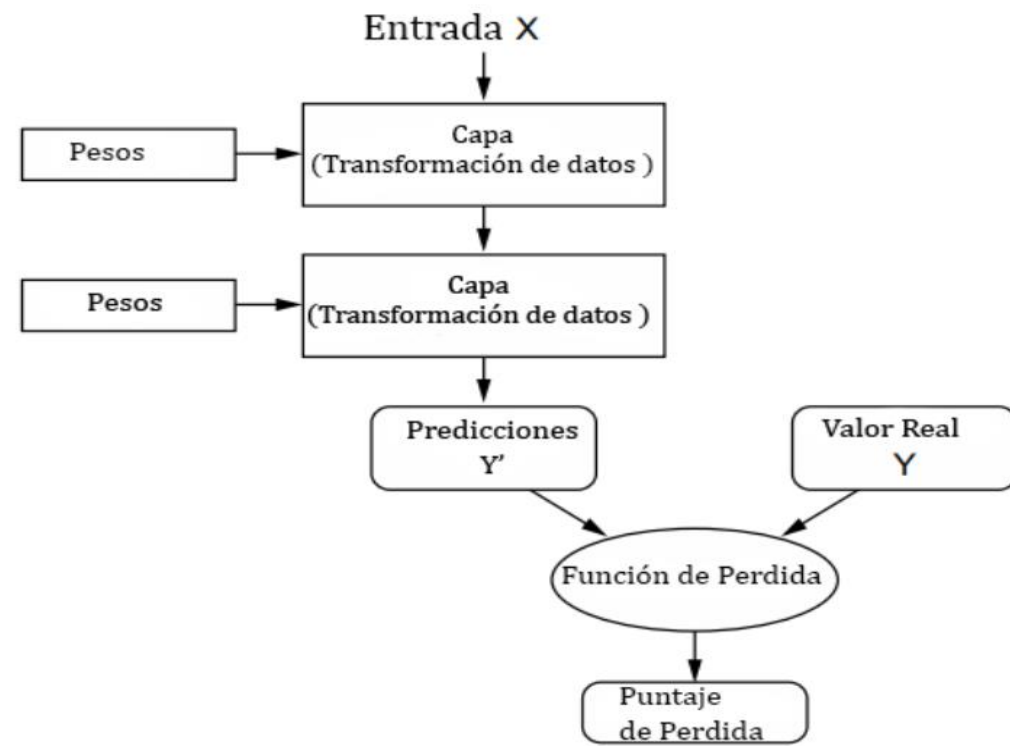 Entrada X
Pesos
Capa
(Transformación de datos )
Pesos
Capa
(Transformación de datos )
Predicciones
Y'
Valor Real
Y
Función de Perdida
Puntaje
de Perdida